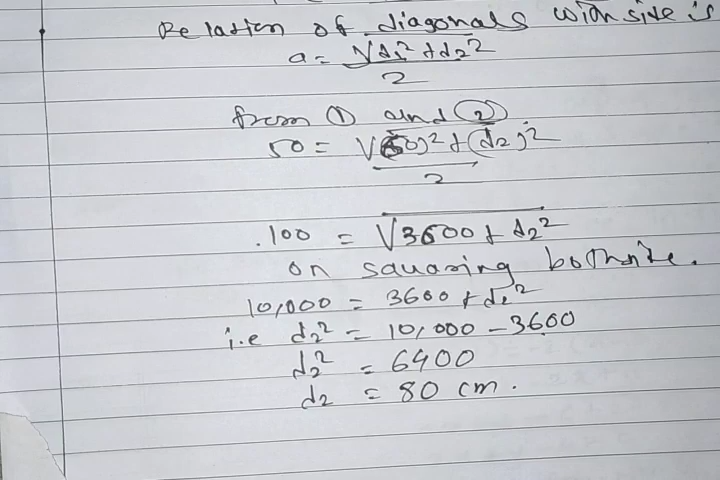 Relation of diagonals with side is
a = √d₁² + d₂² / 2
from ① and ②
50 = √(60)² + (d₂)² / 2
.100 = √3600 + d₂²
on squaring both side.
10,000 = 3600 + d₂²
i.e d₂² = 10,000 - 3600
d₂² = 6400
d₂ = 80 cm.